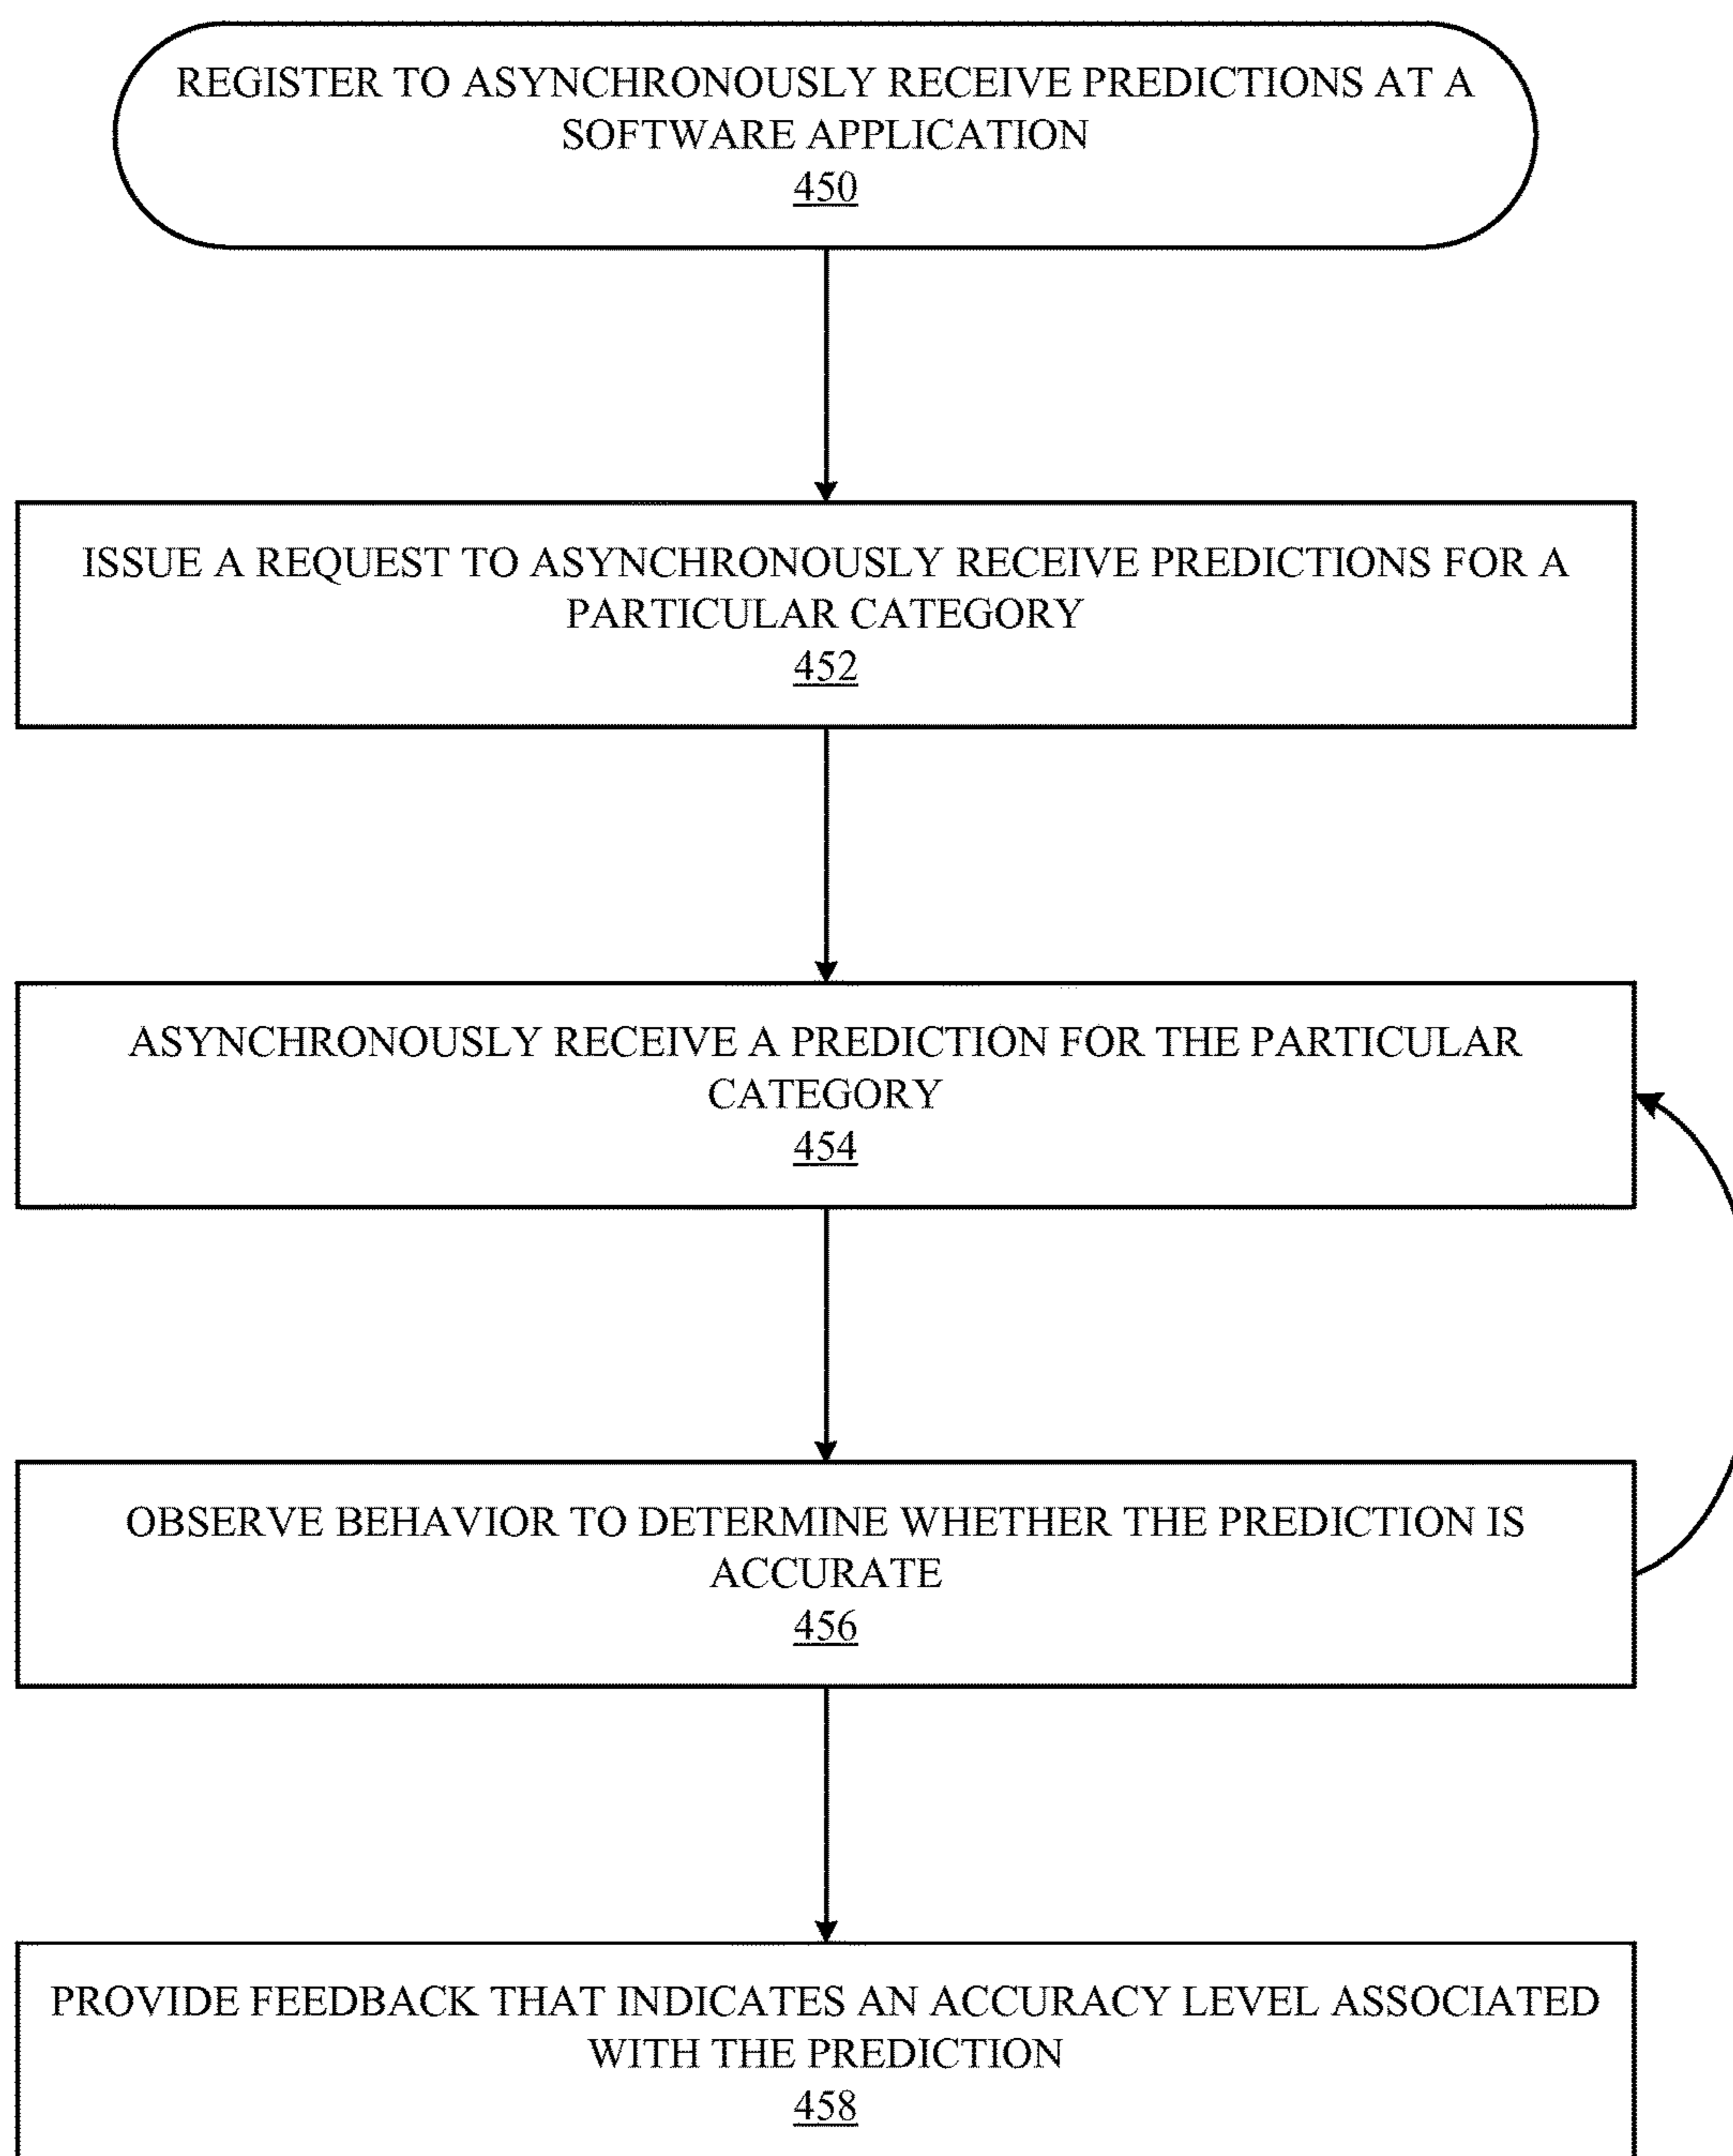 REGISTER TO ASYNCHRONOUSLY RECEIVE PREDICTIONS AT A
SOFTWARE APPLICATION
450
ISSUE A REQUEST TO ASYNCHRONOUSLY RECEIVE PREDICTIONS FOR A
PARTICULAR CATEGORY
452
ASYNCHRONOUSLY RECEIVE A PREDICTION FOR THE PARTICULAR
CATEGORY
454
OBSERVE BEHAVIOR TO DETERMINE WHETHER THE PREDICTION IS
ACCURATE
456
PROVIDE FEEDBACK THAT INDICATES AN ACCURACY LEVEL ASSOCIATED
WITH THE PREDICTION
458